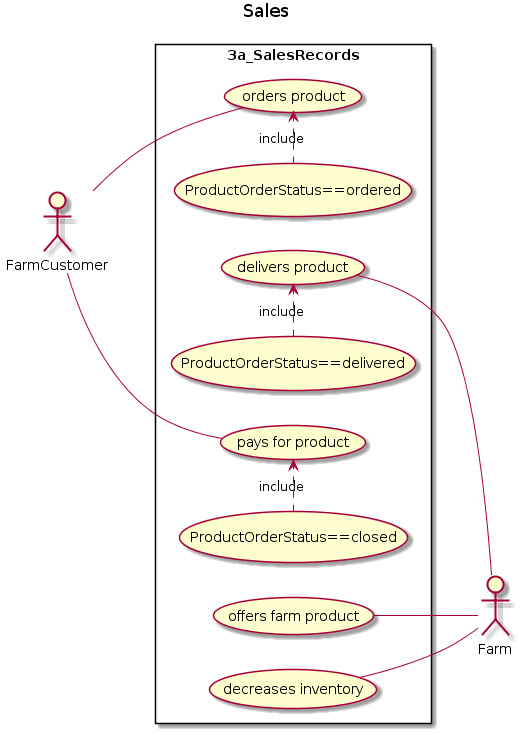 Sales
3a_SalesRecords
orders product
include
ProductOrderStatus==ordered
FarmCustomer
delivers product
include
ProductOrderStatus==delivered
pays for product
include
ProductOrderStatus==closed
offers farm product
Farm
decreases inventory